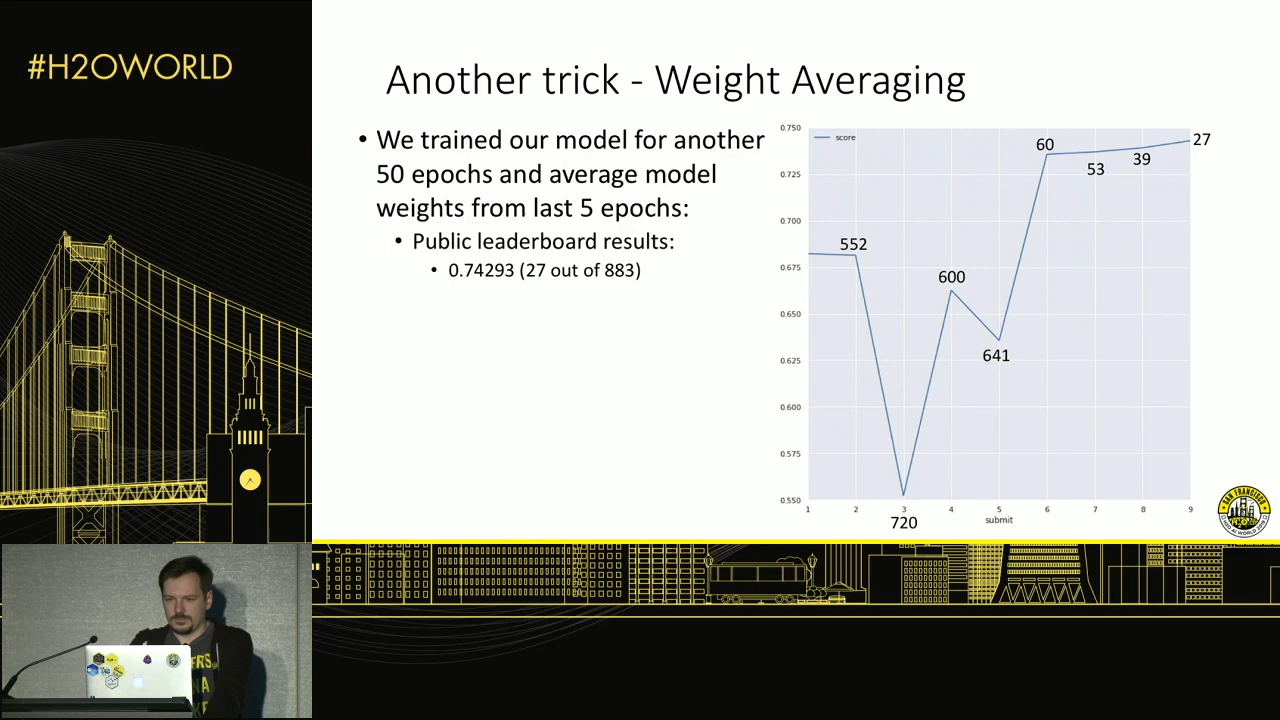 #H2OWORLD
Another trick - Weight Averaging
• We trained our model for another
50 epochs and average model
weights from last 5 epochs:
• Public leaderboard results:
• 0.74293 (27 out of 883)
score
0.750
0.725
0.700
0.675
0.650
0.625
0.600
0.575
0.550
552
720
600
641
60
53
39
27
1 2 3 4 5 6 7 8 9
submit
SAN FRANCISCO